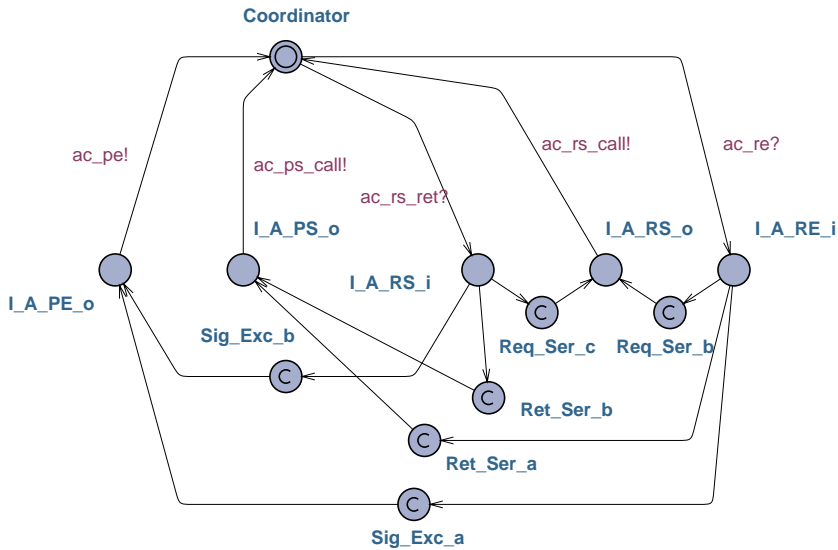 Coordinator
ac_pe!
ac_ps_call!
ac_rs_call!
ac_re?
ac_rs_ret?
I_A_PS_o
I_A_RS_o
I_A_RE_i
I_A_RS_i
I_A_PE_o
Sig_Exc_b
C
C
Req_Ser_c
Req_Ser_b
C
C
Ret_Ser_b
C
Ret_Ser_a
C
Sig_Exc_a